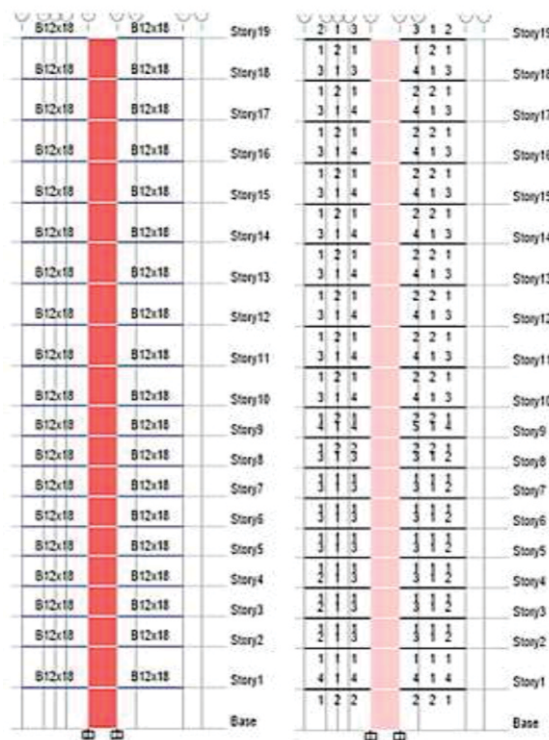 B12x18 B12x18 Story19
B12x18 B12x18 Story18
B12x18 B12x18 Story17
B12x18 B12x18 Story16
B12x18 B12x18 Story15
B12x18 B12x18 Story14
B12x18 B12x18 Story13
B12x18 B12x18 Story12
B12x18 B12x18 Story11
B12x18 B12x18 Story10
B12x18 B12x18 Story9
B12x18 B12x18 Story8
B12x18 B12x18 Story7
B12x18 B12x18 Story6
B12x18 B12x18 Story5
B12x18 B12x18 Story4
B12x18 B12x18 Story3
B12x18 B12x18 Story2
B12x18 B12x18 Story1
Base
2 1 3 3 1 2 Story19
1 2 1 1 2 1
3 1 3 4 1 3 Story18
1 2 1 2 2 1
3 1 4 4 1 3 Story17
1 2 1 2 2 1
3 1 4 4 1 3 Story16
1 2 1 2 2 1
3 1 4 4 1 3 Story15
1 2 1 2 2 1
3 1 4 4 1 3 Story14
1 2 1 2 2 1
3 1 4 4 1 3 Story13
1 2 1 2 2 1
3 1 4 4 1 3 Story12
1 2 1 2 2 1
3 1 4 4 1 3 Story11
1 2 1 2 2 1
3 1 4 4 1 3 Story10
4 1 4 5 1 4 Story9
Story8
Story7
Story6
Story5
Story4
Story3
Story2
1 1 1 1 1 1
4 1 4 4 1 4 Story1
1 2 2 2 2 1
Base